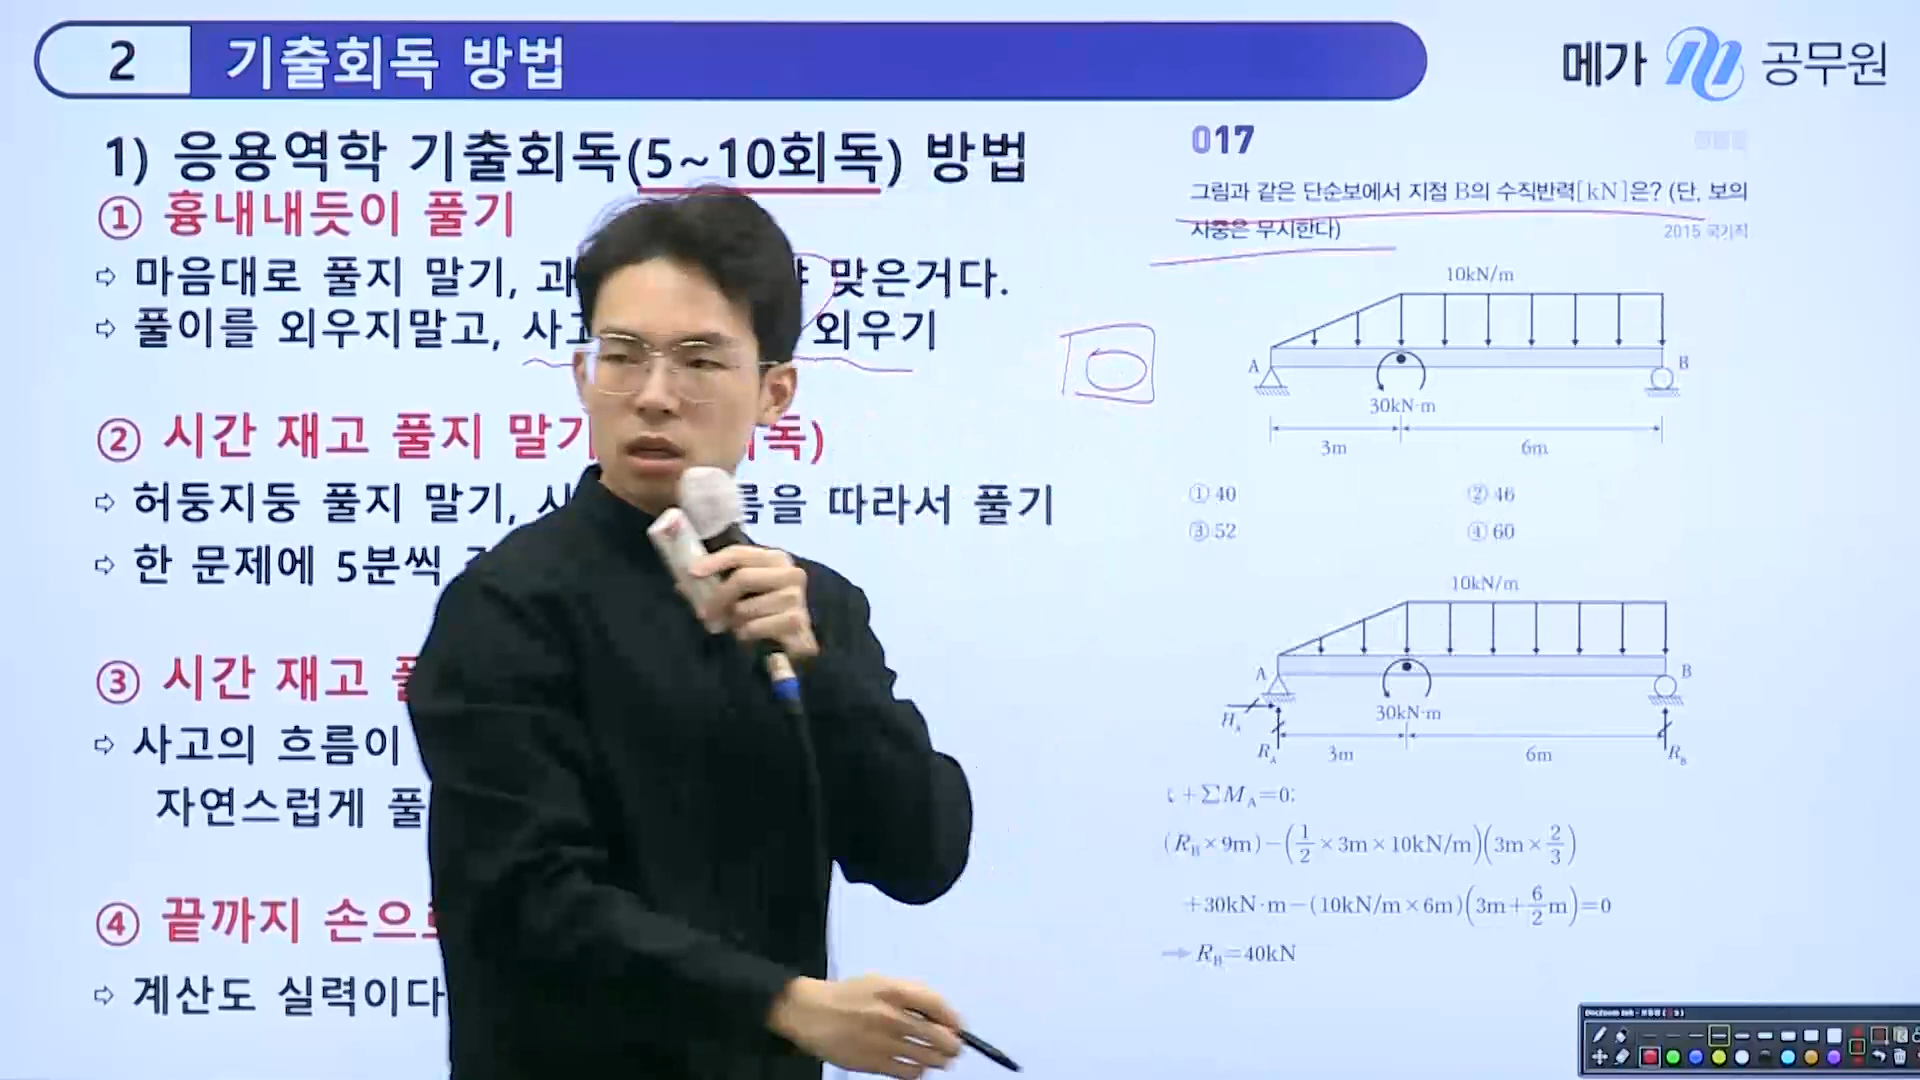 2 기출회독 방법
메가 공무원
1) 응용역학 기출회독(5~10회독) 방법
① 흉내내듯이 풀기
⇨ 마음대로 풀지 말기, 과 맞은거다.
⇨ 풀이를 외우지말고, 사고 외우기
② 시간 재고 풀지 말기 독)
⇨ 허둥지둥 풀지 말기, 사 름을 따라서 풀기
⇨ 한 문제에 5분씩
③ 시간 재고 풀
⇨ 사고의 흐름이
자연스럽게 풀
④ 끝까지 손으로
⇨ 계산도 실력이다
017
그림과 같은 단순보에서 지점 B의 수직반력[kN]은? (단, 보의
자중은 무시한다)
2015 국가직
10kN/m
A B
30kN·m
3m 6m
① 40 ② 46
③ 52 ④ 60
10kN/m
A B
30kN·m
H_A
R_A 3m 6m R_B
+ΣM_A=0;
(R_B×9m)−(1/2×3m×10kN/m)(3m×2/3)
+30kN·m−(10kN/m×6m)(3m+6/2m)=0
→ R_B=40kN